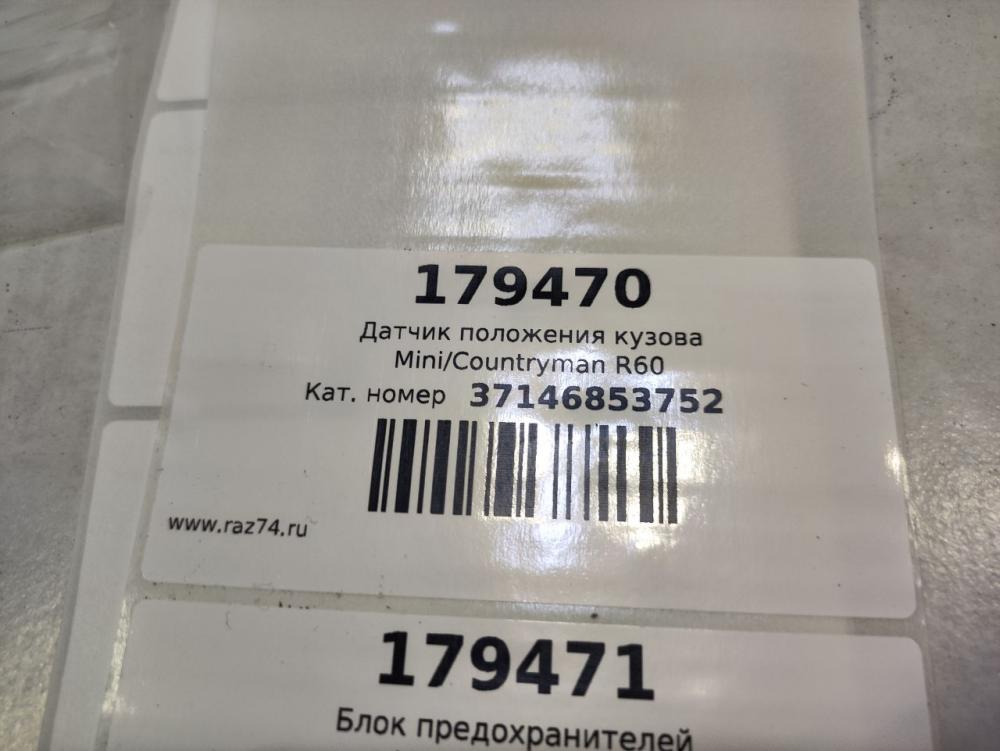 179470
Датчик положения кузова
Mini/Countryman R60
Кат. номер 37146853752
www.raz74.ru
179471
Блок предохранителей